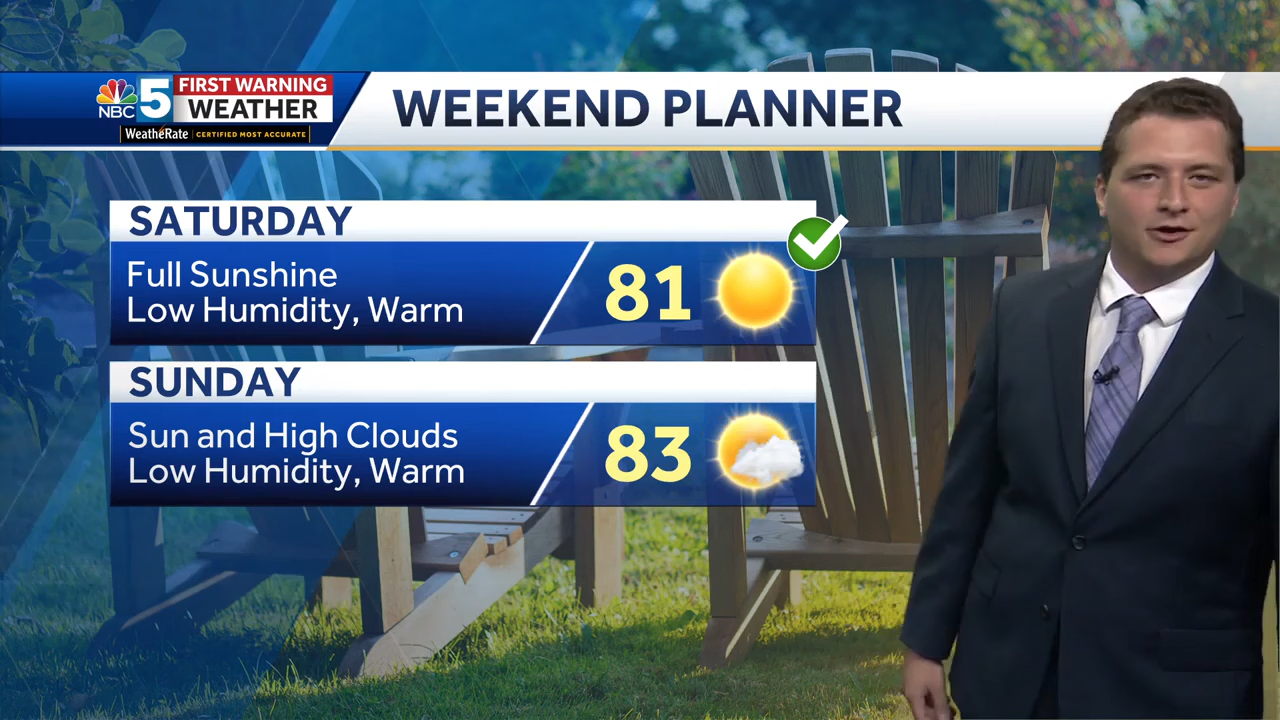 NBC 5 FIRST WARNING
WEATHER
WeatheRate | CERTIFIED MOST ACCURATE
WEEKEND PLANNER
SATURDAY
Full Sunshine
Low Humidity, Warm
81
SUNDAY
Sun and High Clouds
Low Humidity, Warm
83